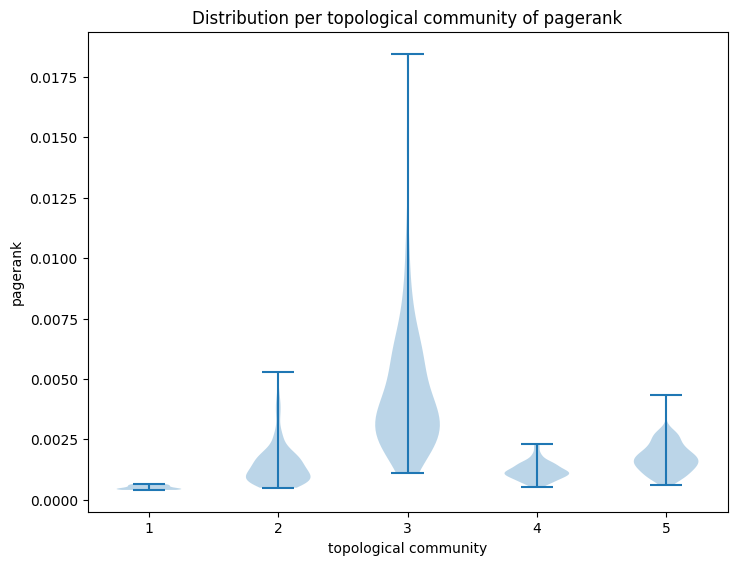 Distribution per topological community of pagerank
0.0175
0.0150
0.0125
0.0100
0.0075
0.0050
0.0025
0.0000
pagerank
1 2 3 4 5
topological community